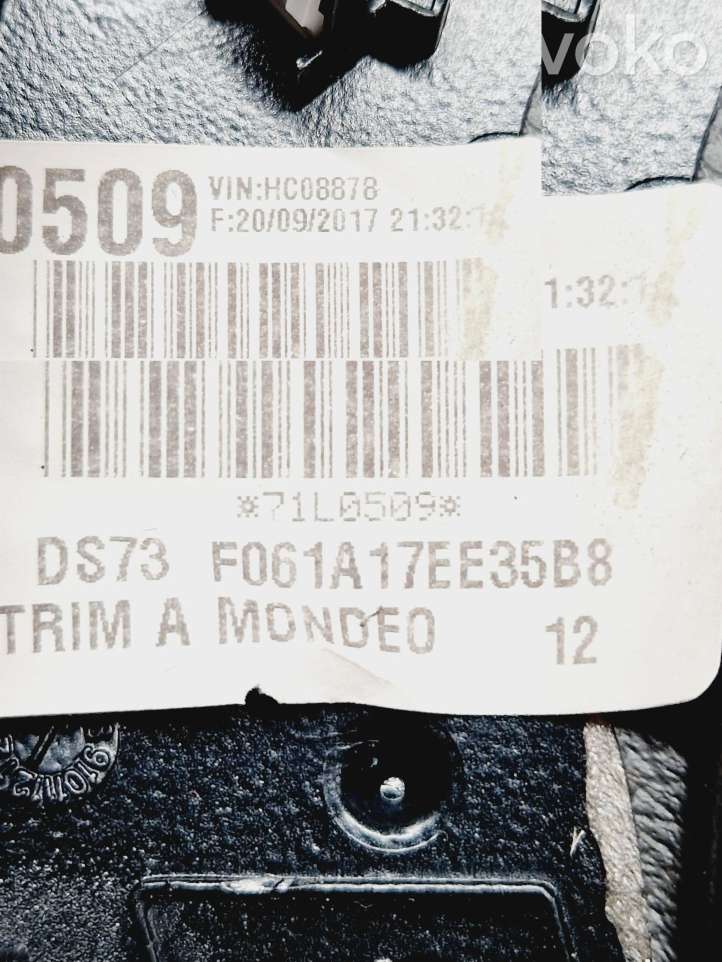 voko
0509
VIN:HC08878
F:20/09/2017 21:32:
1:32:
*71L0509*
DS73 F061A17EE35B8
TRIM A MONDEO 12